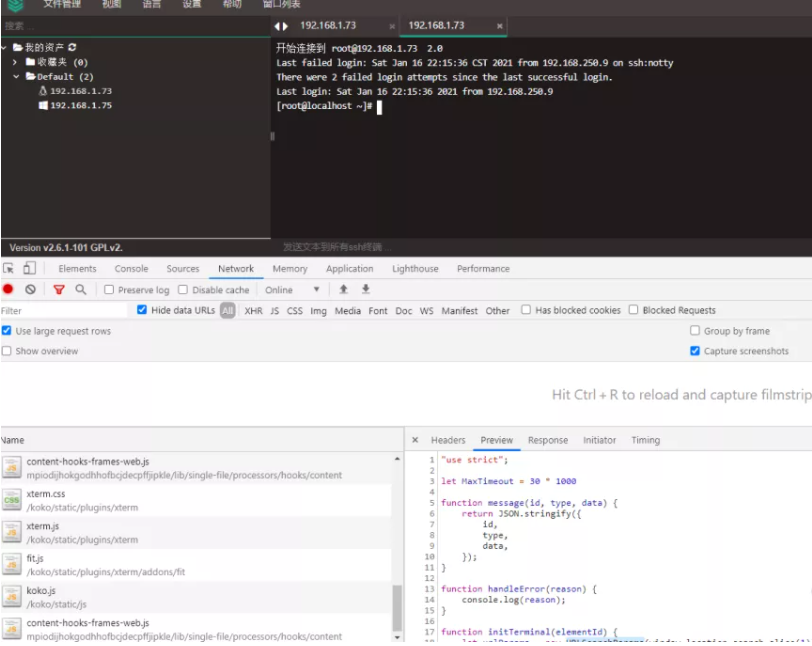 文件管理 视图 语言 设置 帮助 窗口列表
搜索...
192.168.1.73 × 192.168.1.73 ×
我的资产
收藏夹 (0)
Default (2)
192.168.1.73
192.168.1.75
开始连接到 root@192.168.1.73 2.0
Last failed login: Sat Jan 16 22:15:36 CST 2021 from 192.168.250.9 on ssh:notty
There were 2 failed login attempts since the last successful login.
Last login: Sat Jan 16 22:15:36 2021 from 192.168.250.9
[root@localhost ~]#
Version v2.6.1-101 GPLv2.
发送文本到所有ssh终端
Elements Console Sources Network Memory Application Lighthouse Performance
Preserve log Disable cache Online
Filter Hide data URLs All XHR JS CSS Img Media Font Doc WS Manifest Other Has blocked cookies Blocked Requests
Use large request rows Group by frame
Show overview Capture screenshots
Hit Ctrl + R to reload and capture filmstrip
Name
content-hooks-frames-web.js
mpiodijhokgodhhofbcjdecpffjipkle/lib/single-file/processors/hooks/content
xterm.css
/koko/static/plugins/xterm
xterm.js
/koko/static/plugins/xterm
fit.js
/koko/static/plugins/xterm/addons/fit
koko.js
/koko/static/js
content-hooks-frames-web.js
mpiodijhokgodhhofbcjdecpffjipkle/lib/single-file/processors/hooks/content
× Headers Preview Response Initiator Timing
1 "use strict";
2
3 let MaxTimeout = 30 * 1000
4
5 function message(id, type, data) {
6 return JSON.stringify({
7 id,
8 type,
9 data,
10 });
11 }
12
13 function handleError(reason) {
14 console.log(reason);
15 }
16
17 function initTerminal(elementId) {